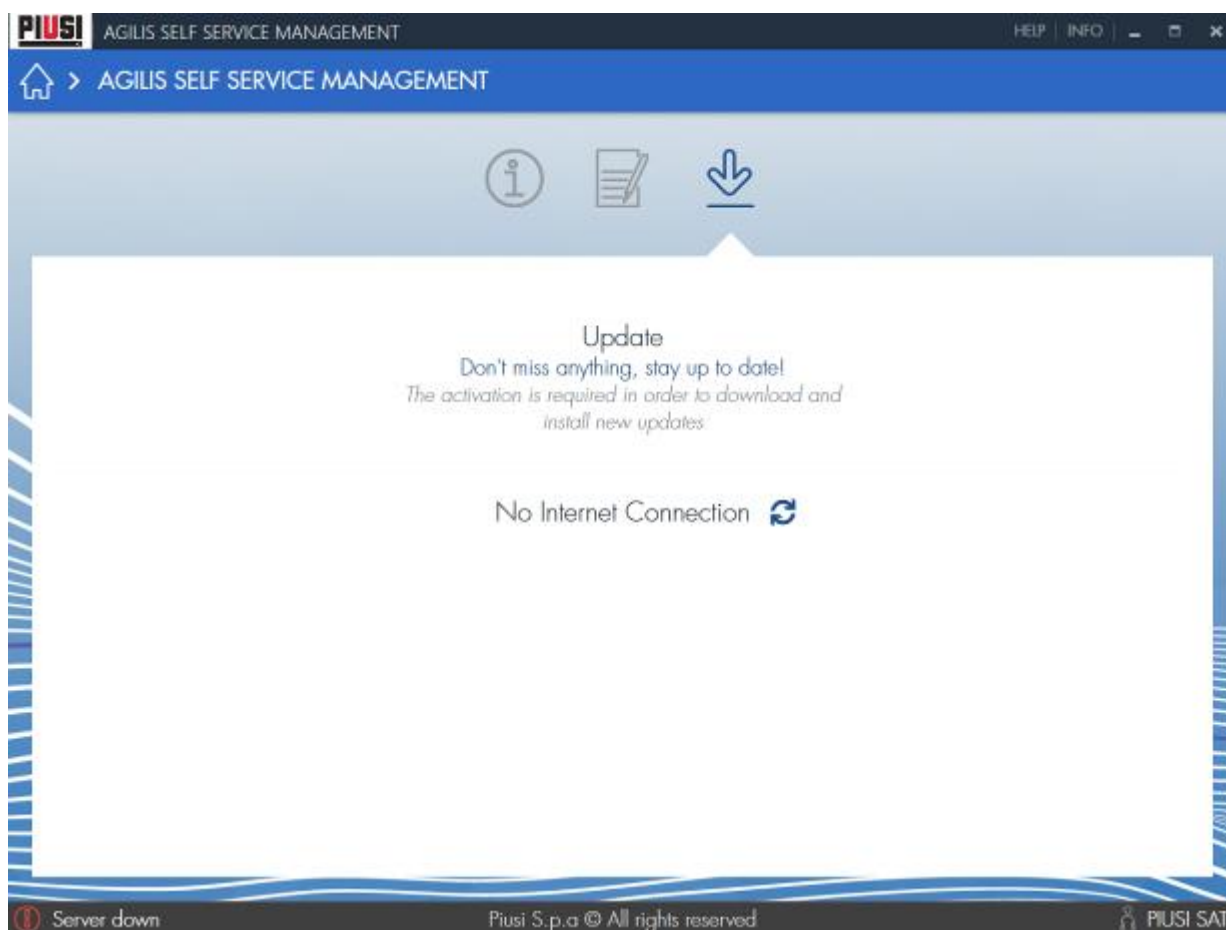 PIUSI AGILIS SELF SERVICE MANAGEMENT HELP INFO
AGILIS SELF SERVICE MANAGEMENT
Update
Don't miss anything, stay up to date!
The activation is required in order to download and
install new updates
No Internet Connection
Server down Piusi S.p.a © All rights reserved PIUSI SAT